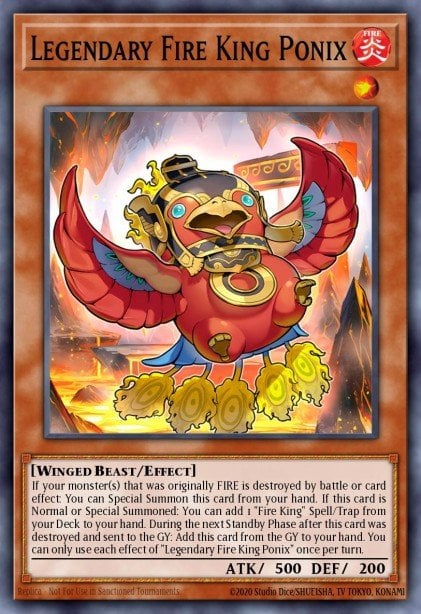 LEGENDARY FIRE KING PONIX
FIRE
炎
[WINGED BEAST/EFFECT]
If your monster(s) that was originally FIRE is destroyed by battle or card
effect: You can Special Summon this card from your hand. If this card is
Normal or Special Summoned: You can add 1 "Fire King" Spell/Trap from
your Deck to your hand. During the next Standby Phase after this card was
destroyed and sent to the GY: Add this card from the GY to your hand. You
can only use each effect of "Legendary Fire King Ponix" once per turn.
ATK/ 500 DEF/ 200
Replica - Not For Use in Sanctioned Tournaments
©2020 Studio Dice/SHUEISHA, TV TOKYO, KONAMI